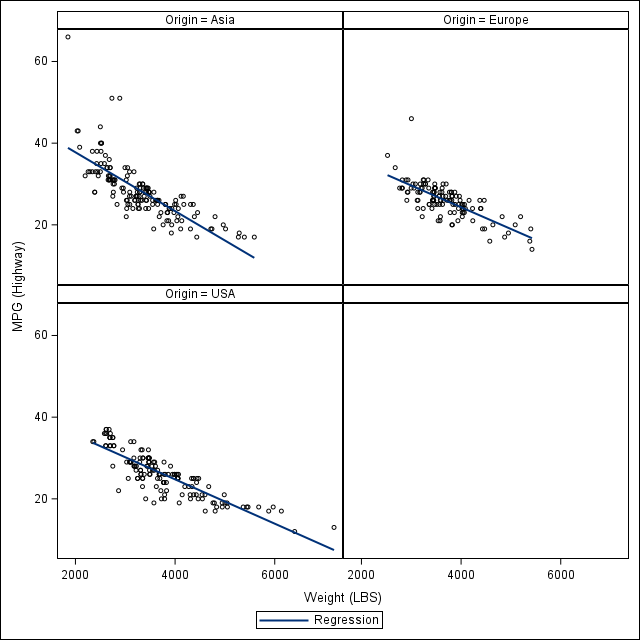 Origin = Asia
Origin = Europe
60
40
20
Origin = USA
60
40
20
MPG (Highway)
2000 4000 6000
2000 4000 6000
Weight (LBS)
Regression